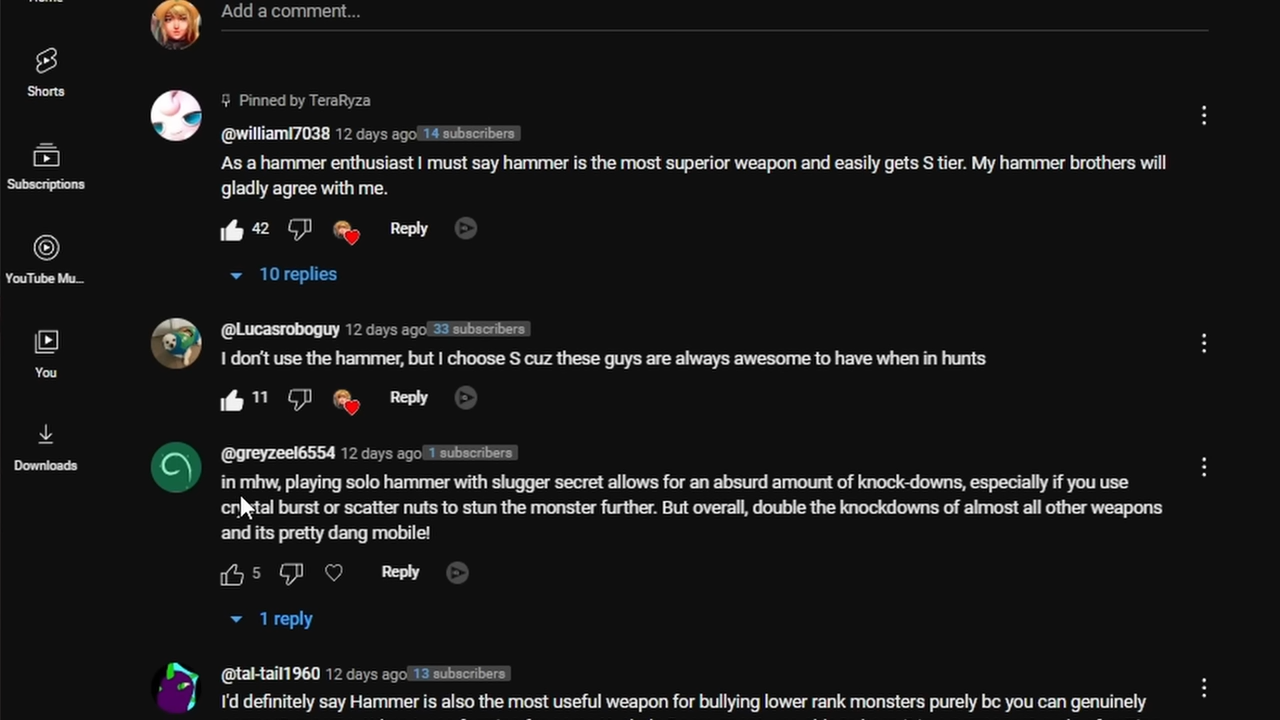 Add a comment...
Shorts
Subscriptions
YouTube Mu...
You
Downloads
Pinned by TeraRyza
@williaml7038 12 days ago 14 subscribers
As a hammer enthusiast I must say hammer is the most superior weapon and easily gets S tier. My hammer brothers will
gladly agree with me.
42 Reply
10 replies
@Lucasroboguy 12 days ago 33 subscribers
I don't use the hammer, but I choose S cuz these guys are always awesome to have when in hunts
11 Reply
@greyzeel6554 12 days ago 1 subscribers
in mhw, playing solo hammer with slugger secret allows for an absurd amount of knock-downs, especially if you use
crystal burst or scatter nuts to stun the monster further. But overall, double the knockdowns of almost all other weapons
and its pretty dang mobile!
5 Reply
1 reply
@tal-tail1960 12 days ago 13 subscribers
I'd definitely say Hammer is also the most useful weapon for bullying lower rank monsters purely bc you can genuinely